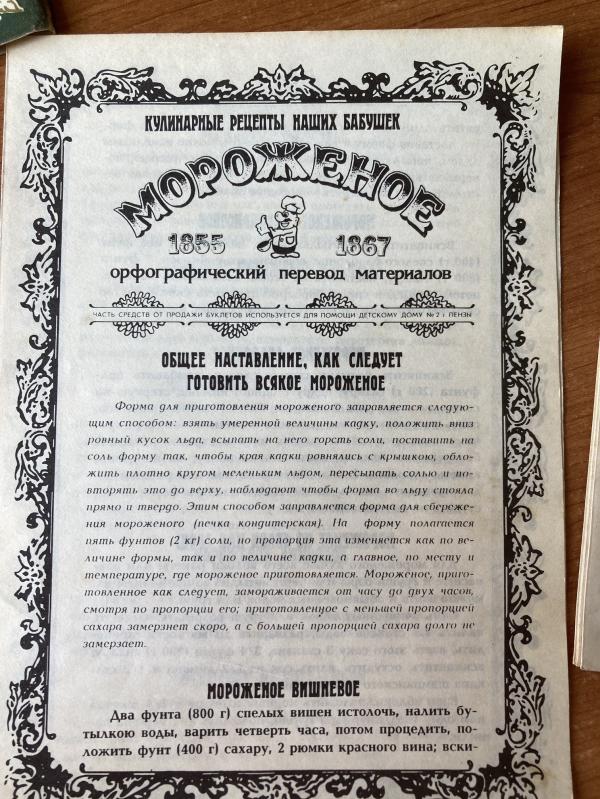 КУЛИНАРНЫЕ РЕЦЕПТЫ НАШИХ БАБУШЕК
МОРОЖЕНОЕ
1855 1867
орфографический перевод материалов
ЧАСТЬ СРЕДСТВ ОТ ПРОДАЖИ БУКЛЕТОВ ИСПОЛЬЗУЕТСЯ ДЛЯ ПОМОЩИ ДЕТСКОМУ ДОМУ №2 г. ПЕНЗЫ
ОБЩЕЕ НАСТАВЛЕНИЕ, КАК СЛЕДУЕТ
ГОТОВИТЬ ВСЯКОЕ МОРОЖЕНОЕ
Форма для приготовления мороженого заправляется следую-
щим способом: взять умеренной величины кадку, положить вниз
ровный кусок льда, всыпать на него горсть соли, поставить на
соль форму так, чтобы края кадки ровнялись с крышкою, обло-
жить плотно кругом меленьким льдом, пересыпать солью и по-
вторять это до верху, наблюдают чтобы форма во льду стояла
прямо и твердо. Этим способом заправляется форма для сбереже-
ния мороженого (печка кондитерская). На форму полагается
пять фунтов (2 кг) соли, но пропорция эта изменяется как по ве-
личине формы, так и по величине кадки, а главное, по месту и
температуре, где мороженое приготовляется. Мороженое, приго-
товленное как следует, замораживается от часу до двух часов,
смотря по пропорции его; приготовленное с меньшей пропорцией
сахара замерзнет скоро, а с большей пропорцией сахара долго не
замерзает.
МОРОЖЕНОЕ ВИШНЕВОЕ
Два фунта (800 г) спелых вишен истолочь, налить бу-
тылкою воды, варить четверть часа, потом процедить, по-
ложить фунт (400 г) сахару, 2 рюмки красного вина; вски-